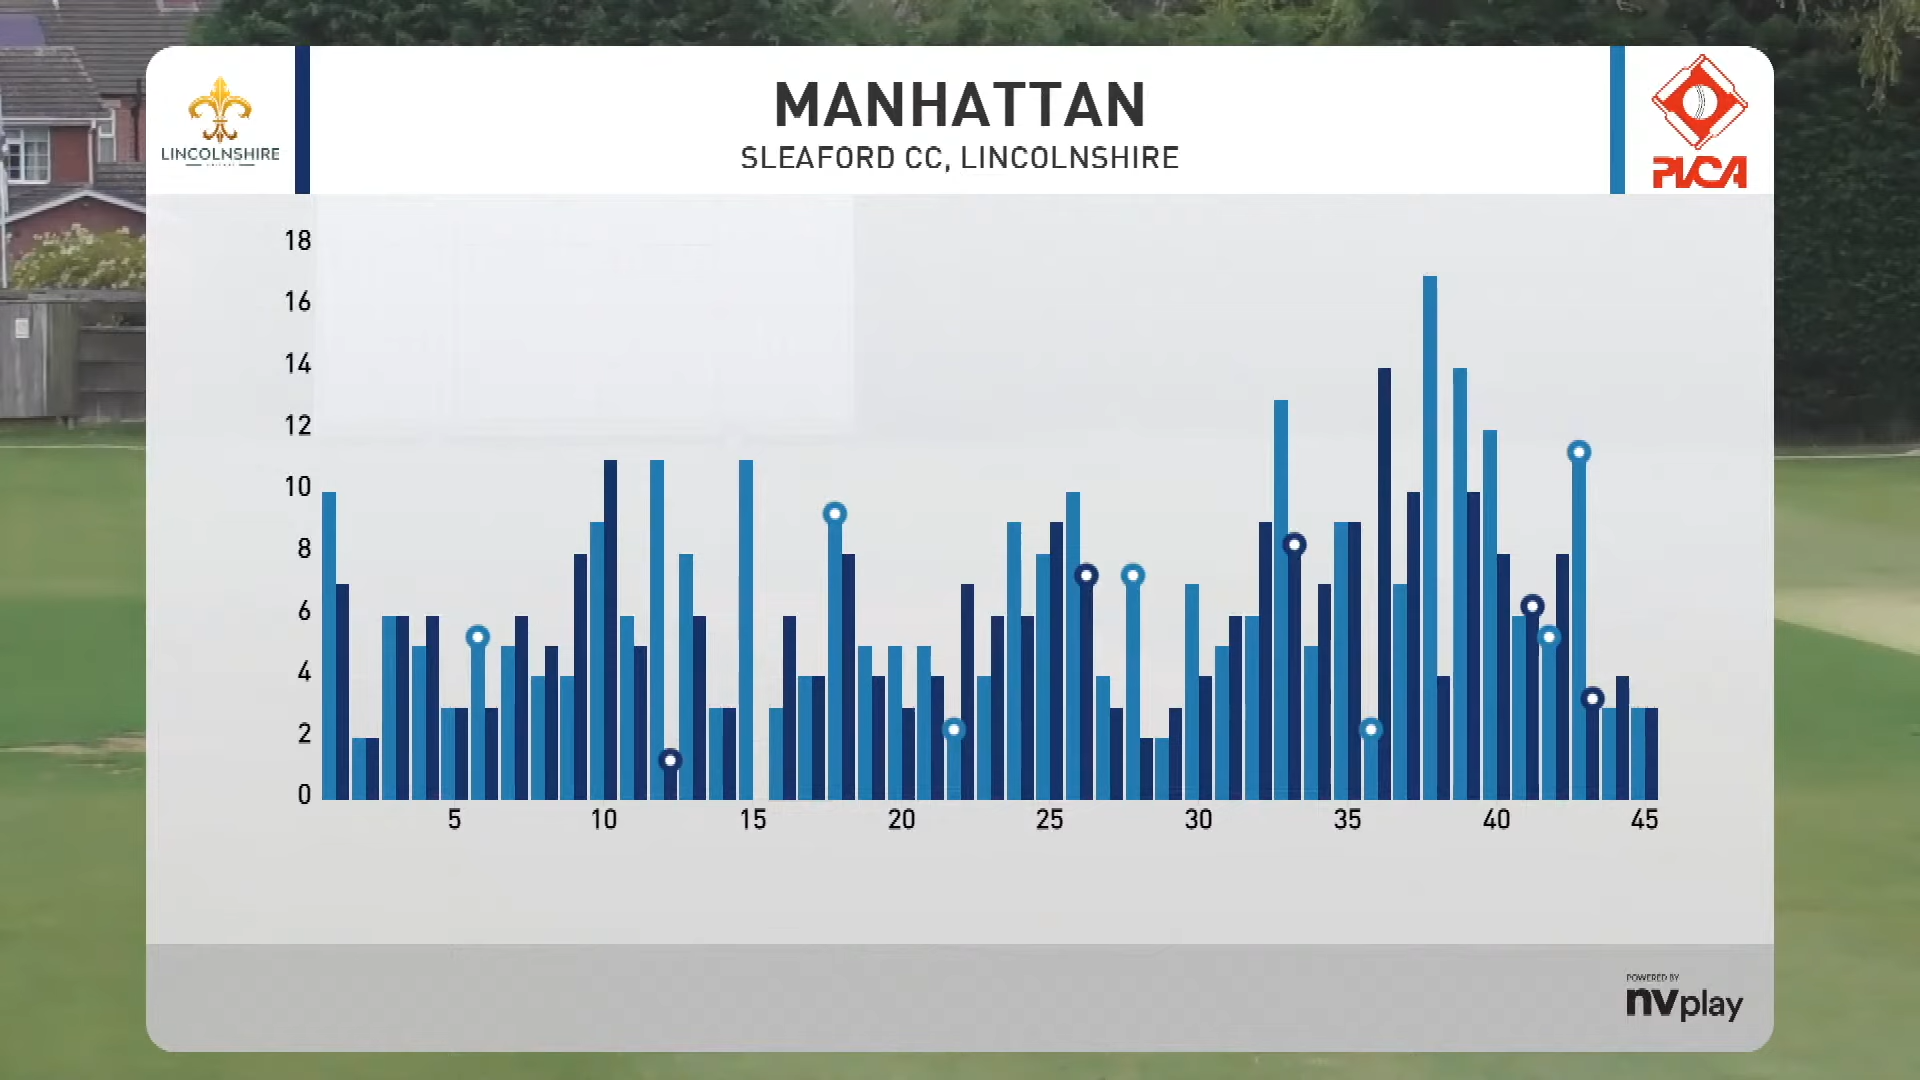 LINCOLNSHIRE
MANHATTAN
SLEAFORD CC, LINCOLNSHIRE
PVCA
18
16
14
12
10
8
6
4
2
0
5 10 15 20 25 30 35 40 45
POWERED BY
nvplay